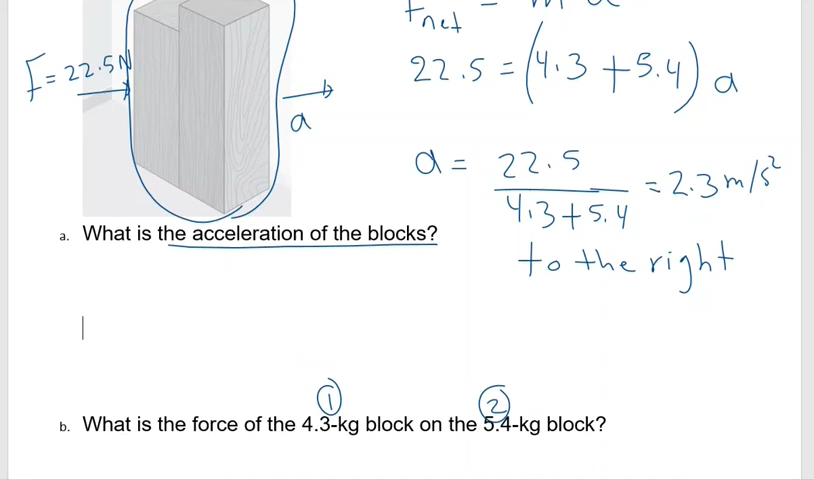 F net = m a
F = 22.5N
22.5 = (4.3 + 5.4) a
a
a = 22.5 / 4.3 + 5.4 = 2.3 m/s²
to the right
a. What is the acceleration of the blocks?
① ②
b. What is the force of the 4.3-kg block on the 5.4-kg block?